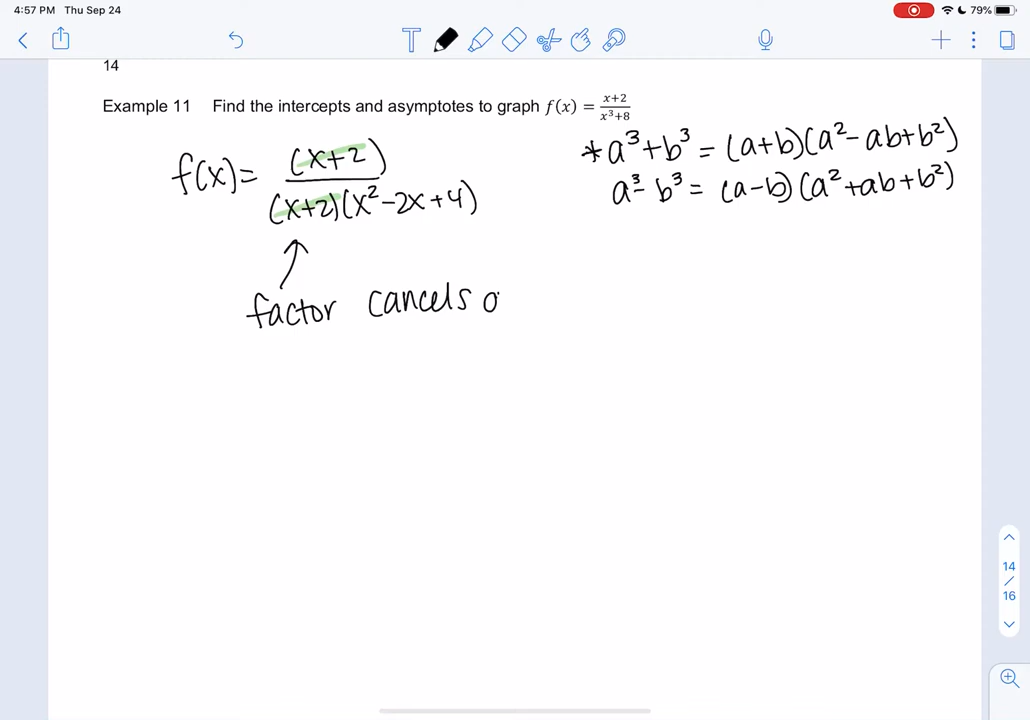 4:57 PM Thu Sep 24 79%
14
Example 11 Find the intercepts and asymptotes to graph f(x) = \frac{x+2}{x³+8}
*a³+b³ = (a+b)(a²-ab+b²)
a³-b³ = (a-b)(a²+ab+b²)
f(x) = \frac{(x+2)}{(x+2)(x²-2x+4)}
factor cancels o
14
/
16